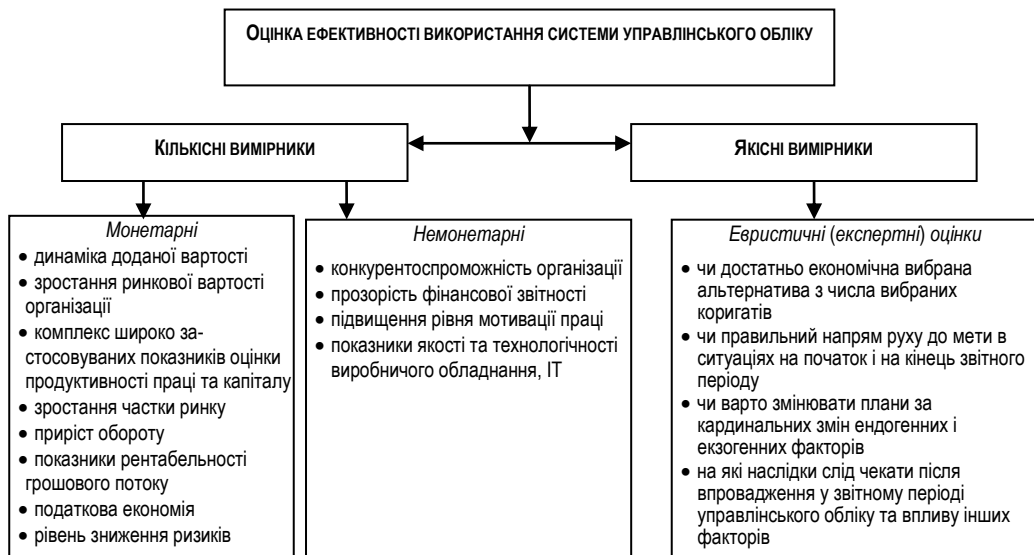 ОЦІНКА ЕФЕКТИВНОСТІ ВИКОРИСТАННЯ СИСТЕМИ УПРАВЛІНСЬКОГО ОБЛІКУ
КІЛЬКІСНІ ВИМІРНИКИ
ЯКІСНІ ВИМІРНИКИ
Монетарні
• динаміка доданої вартості
• зростання ринкової вартості
організації
• комплекс широко за-
стосовуваних показників оцінки
продуктивності праці та капіталу
• зростання частки ринку
• приріст обороту
• показники рентабельності
грошового потоку
• податкова економія
• рівень зниження ризиків
Немонетарні
• конкурентоспроможність організації
• прозорість фінансової звітності
• підвищення рівня мотивації праці
• показники якості та технологічності
виробничого обладнання, ІТ
Евристичні (експертні) оцінки
• чи достатньо економічна вибрана
альтернатива з числа вибраних
коригатів
• чи правильний напрям руху до мети в
ситуаціях на початок і на кінець звітного
періоду
• чи варто змінювати плани за
кардинальних змін ендогенних і
екзогенних факторів
• на які наслідки слід чекати після
впровадження у звітному періоді
управлінського обліку та впливу інших
факторів